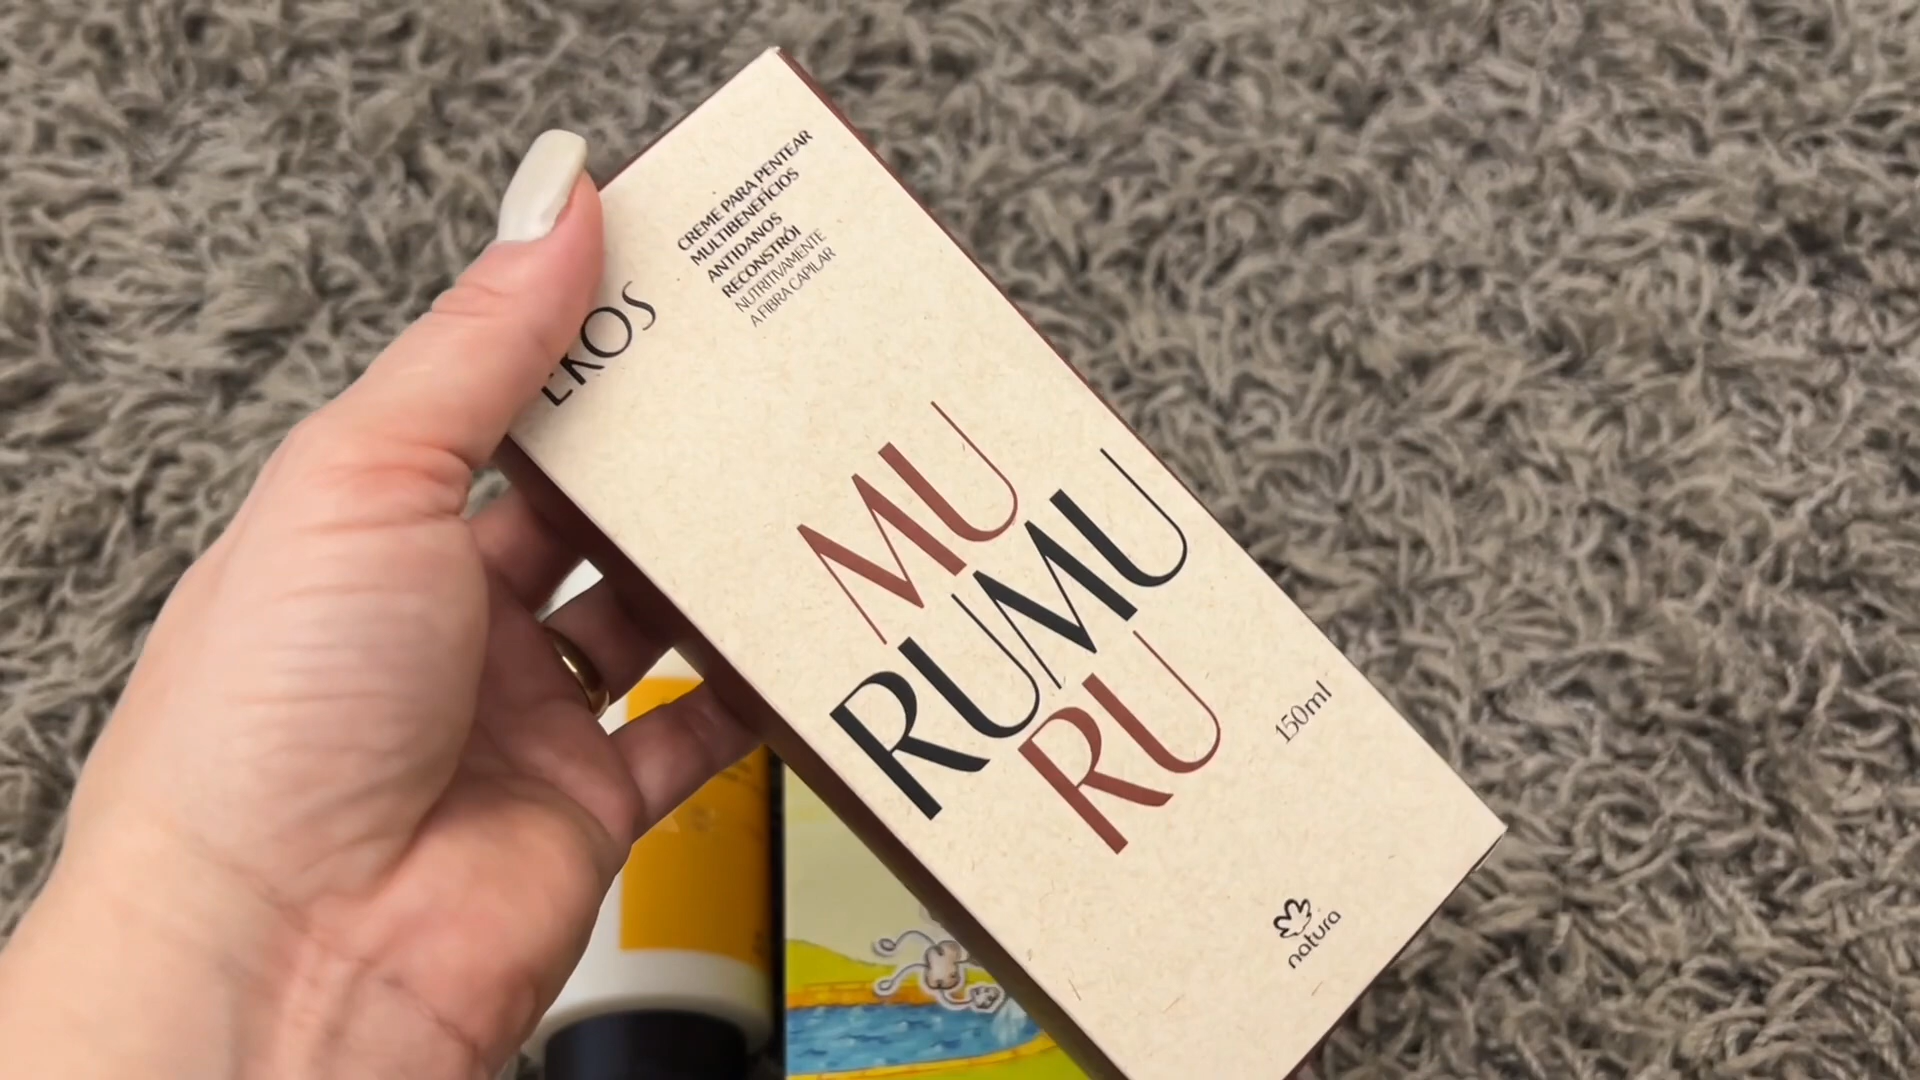 EKOS
CREME PARA PENTEAR
MULTIBENEFÍCIOS
ANTIDANOS
RECONSTRÓI
NUTRITIVAMENTE
A FIBRA CAPILAR
MU
RUMU
RU
150ml
natura